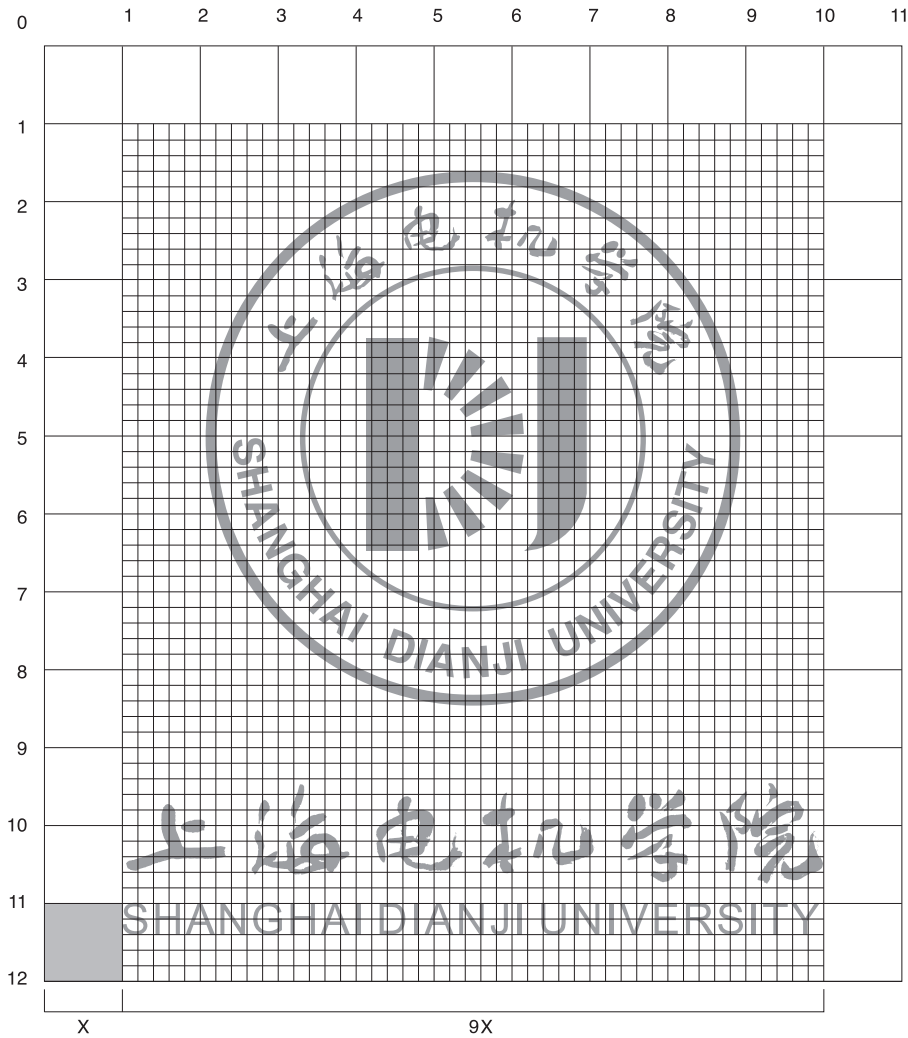 0 1 2 3 4 5 6 7 8 9 10 11
1
2
3
4
5
6
7
8
9
10
11
12
上海电机学院
SHANGHAI DIANJI UNIVERSITY
上海电机学院
SHANGHAI DIANJI UNIVERSITY
X 9X